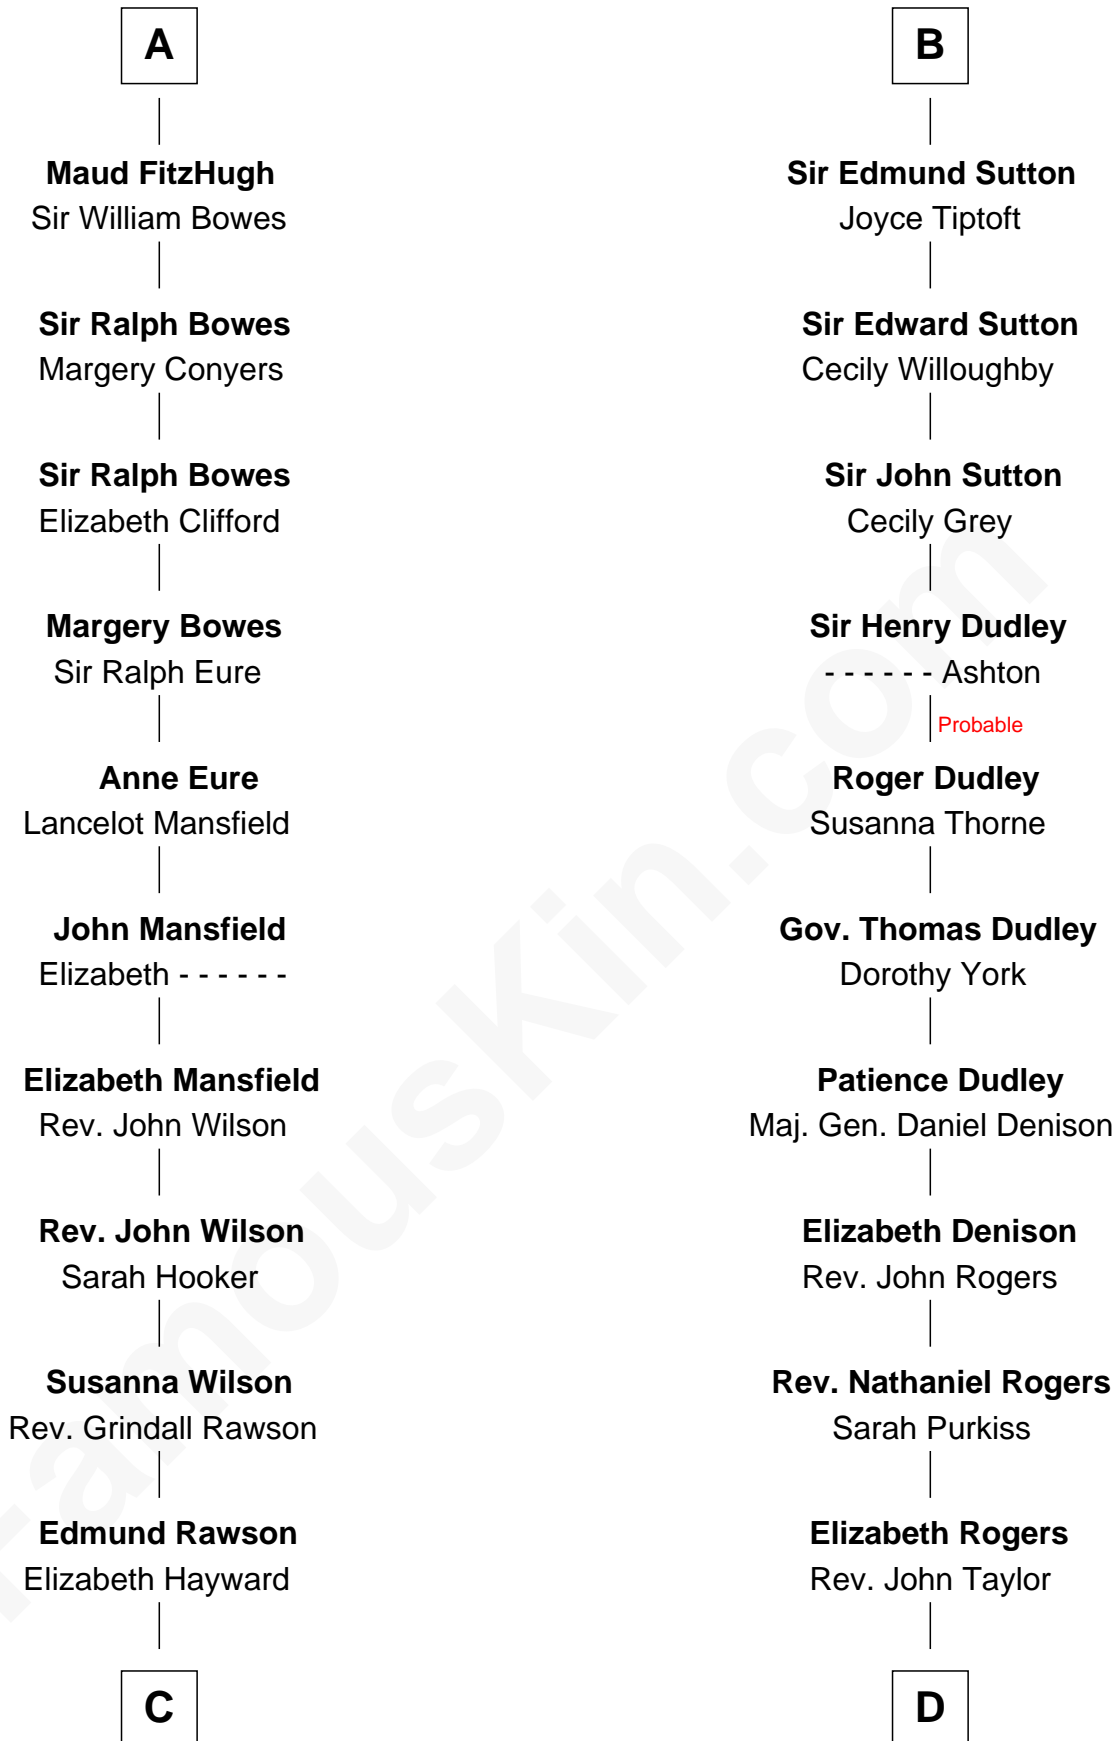 A
Maud FitzHugh
Sir William Bowes
Sir Ralph Bowes
Margery Conyers
Sir Ralph Bowes
Elizabeth Clifford
Margery Bowes
Sir Ralph Eure
Anne Eure
Lancelot Mansfield
John Mansfield
Elizabeth - - - - - -
Elizabeth Mansfield
Rev. John Wilson
Rev. John Wilson
Sarah Hooker
Susanna Wilson
Rev. Grindall Rawson
Edmund Rawson
Elizabeth Hayward
C
B
Sir Edmund Sutton
Joyce Tiptoft
Sir Edward Sutton
Cecily Willoughby
Sir John Sutton
Cecily Grey
Sir Henry Dudley
- - - - - - Ashton
Probable
Roger Dudley
Susanna Thorne
Gov. Thomas Dudley
Dorothy York
Patience Dudley
Maj. Gen. Daniel Denison
Elizabeth Denison
Rev. John Rogers
Rev. Nathaniel Rogers
Sarah Purkiss
Elizabeth Rogers
Rev. John Taylor
D
FamousKin.com